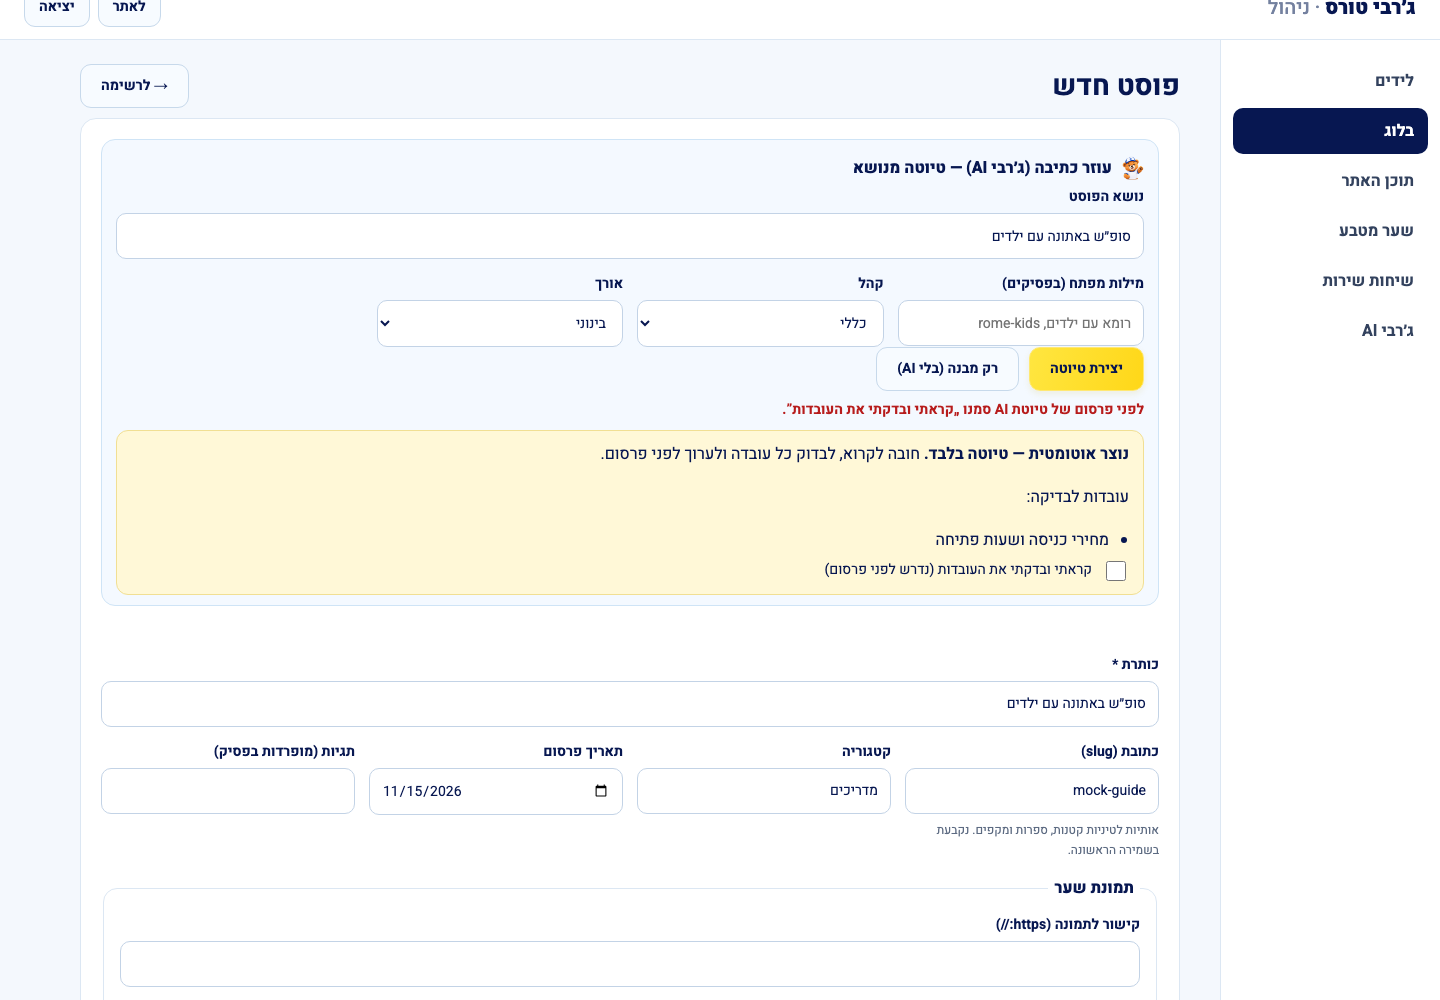 ג׳רבי טורס · ניהול
לאתר
יציאה
לידים
בלוג
תוכן האתר
שער מטבע
שיחות שירות
ג׳רבי AI
פוסט חדש
→ לרשימה
עוזר כתיבה (ג׳רבי AI) — טיוטה מנושא
נושא הפוסט
סופ״ש באתונה עם ילדים
מילות מפתח (בפסיקים)
קהל
אורך
רומא עם ילדים, rome-kids
כללי
בינוני
יצירת טיוטה
רק מבנה (בלי AI)
לפני פרסום של טיוטת AI סמנו „קראתי ובדקתי את העובדות”.
נוצר אוטומטית — טיוטה בלבד. חובה לקרוא, לבדוק כל עובדה ולערוך לפני פרסום.
עובדות לבדיקה:
• מחירי כניסה ושעות פתיחה
קראתי ובדקתי את העובדות (נדרש לפני פרסום)
כותרת *
סופ״ש באתונה עם ילדים
כתובת (slug)
קטגוריה
תאריך פרסום
תגיות (מופרדות בפסיק)
mock-guide
מדריכים
11/15/2026
אותיות לטיניות קטנות, ספרות ומקפים. נקבעת
בשמירה הראשונה.
תמונת שער
קישור לתמונה (https://)